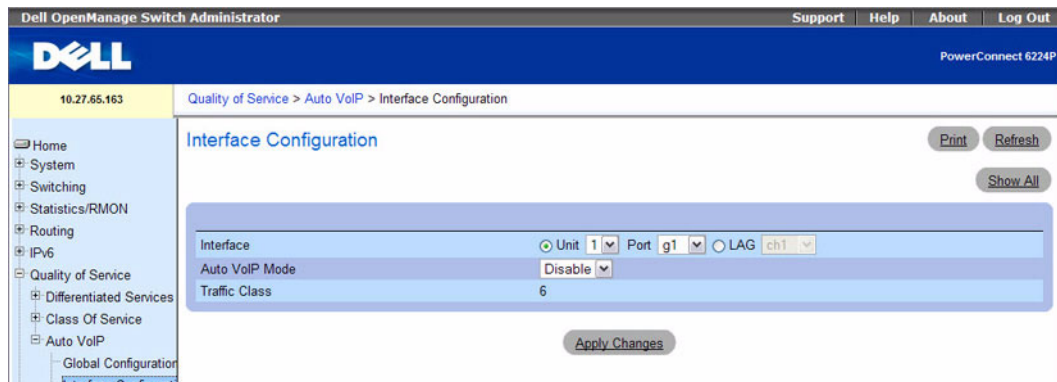 Dell OpenManage Switch Administrator
Support Help About Log Out
DELL
PowerConnect 6224P
10.27.65.163
Quality of Service > Auto VoIP > Interface Configuration
Home
System
Switching
Statistics/RMON
Routing
IPv6
Quality of Service
Differentiated Services
Class Of Service
Auto VoIP
Global Configuration
Interface Configuration
Print Refresh
Show All
Interface Unit 1 Port g1 LAG ch1
Auto VoIP Mode Disable
Traffic Class 6
Apply Changes